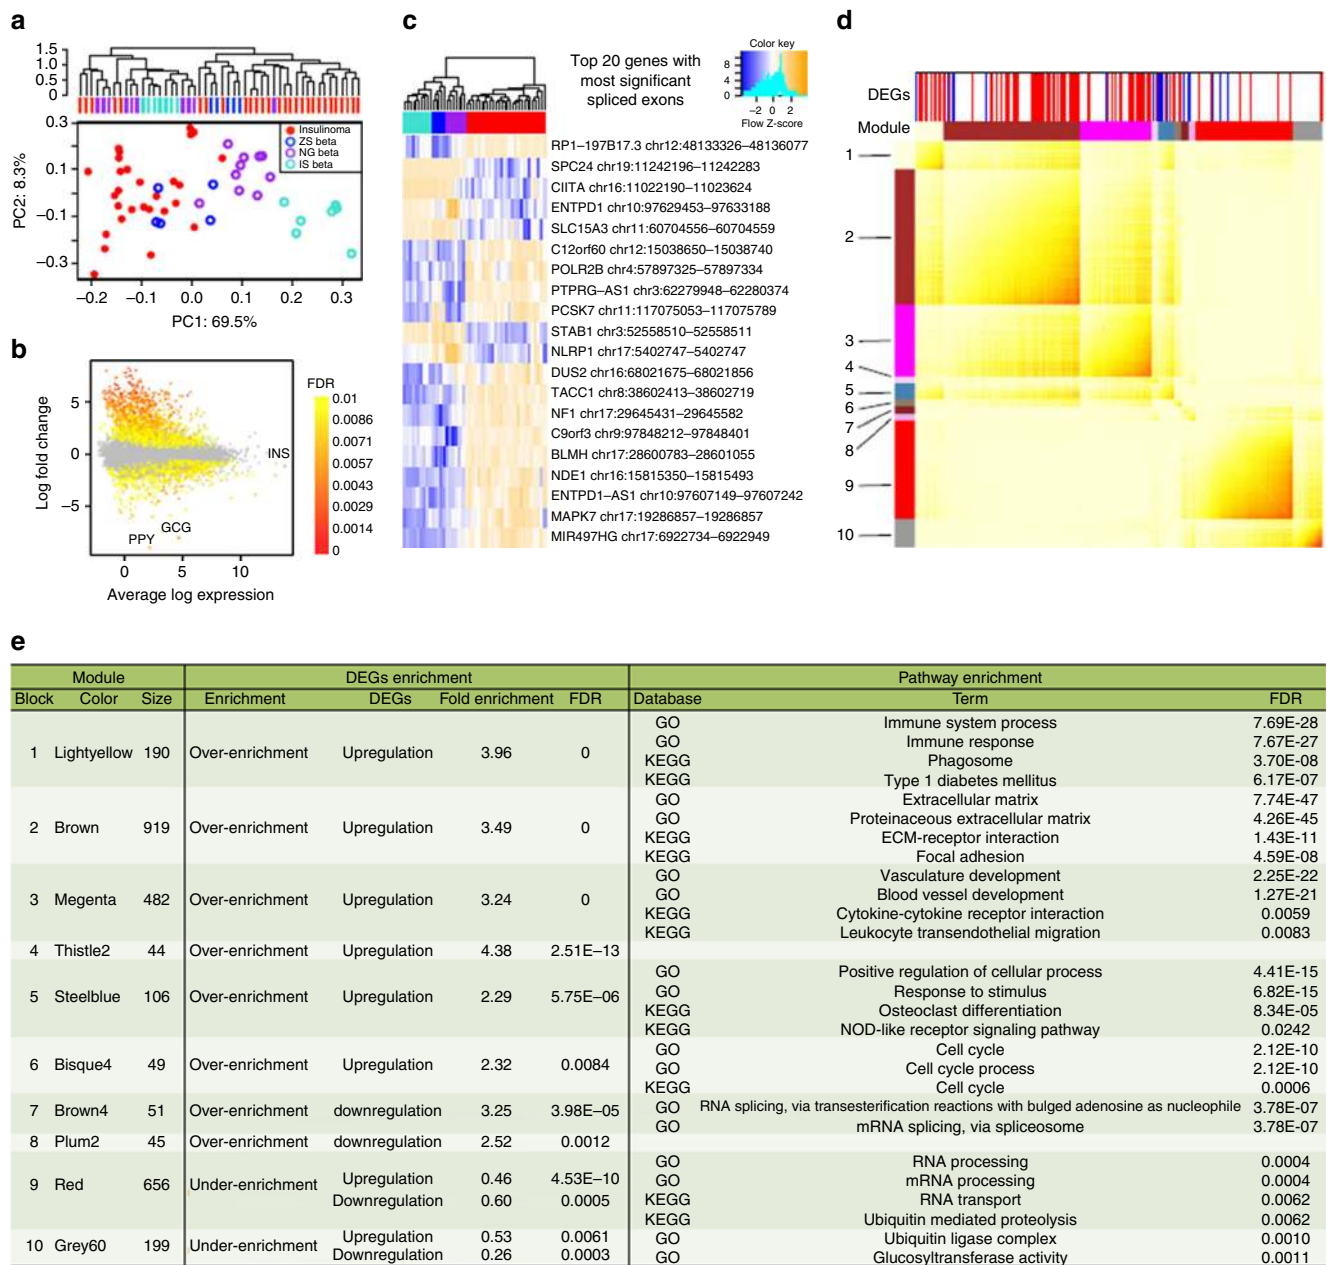 a
1.5
1.0
0.5
0
0.3
0.1
−0.1
−0.3
PC2: 8.3%
Insulinoma
ZS beta
NG beta
IS beta
−0.2 −0.1 0.0 0.1 0.2 0.3
PC1: 69.5%
b
5
0
−5
Log fold change
INS
GCG
PPY
0 5 10
Average log expression
FDR
0.01
0.0086
0.0071
0.0057
0.0043
0.0029
0.0014
0
c
Top 20 genes with
most significant
spliced exons
Color key
8
4
0
−2 0 2
Flow Z-score
RP1−197B17.3 chr12:48133326−48136077
SPC24 chr19:11242196−11242283
CIITA chr16:11022190−11023624
ENTPD1 chr10:97629453−97633188
SLC15A3 chr11:60704556−60704559
C12orf60 chr12:15038650−15038740
POLR2B chr4:57897325−57897334
PTPRG−AS1 chr3:62279948−62280374
PCSK7 chr11:117075053−117075789
STAB1 chr3:52558510−52558511
NLRP1 chr17:5402747−5402747
DUS2 chr16:68021675−68021856
TACC1 chr8:38602413−38602719
NF1 chr17:29645431−29645582
C9orf3 chr9:97848212−97848401
BLMH chr17:28600783−28601055
NDE1 chr16:15815350−15815493
ENTPD1−AS1 chr10:97607149−97607242
MAPK7 chr17:19286857−19286857
MIR497HG chr17:6922734−6922949
d
DEGs
Module
1
2
3
4
5
6
7
8
9
10
e
Module DEGs enrichment Pathway enrichment
Block Color Size Enrichment DEGs Fold enrichment FDR Database Term FDR
GO Immune system process 7.69E-28
GO Immune response 7.67E-27
1 Lightyellow 190 Over-enrichment Upregulation 3.96 0
KEGG Phagosome 3.70E-08
KEGG Type 1 diabetes mellitus 6.17E-07
GO Extracellular matrix 7.74E-47
GO Proteinaceous extracellular matrix 4.26E-45
2 Brown 919 Over-enrichment Upregulation 3.49 0
KEGG ECM-receptor interaction 1.43E-11
KEGG Focal adhesion 4.59E-08
GO Vasculature development 2.25E-22
GO Blood vessel development 1.27E-21
3 Megenta 482 Over-enrichment Upregulation 3.24 0
KEGG Cytokine-cytokine receptor interaction 0.0059
KEGG Leukocyte transendothelial migration 0.0083
4 Thistle2 44 Over-enrichment Upregulation 4.38 2.51E−13
GO Positive regulation of cellular process 4.41E-15
GO Response to stimulus 6.82E-15
5 Steelblue 106 Over-enrichment Upregulation 2.29 5.75E−06
KEGG Osteoclast differentiation 8.34E-05
KEGG NOD-like receptor signaling pathway 0.0242
GO Cell cycle 2.12E-10
6 Bisque4 49 Over-enrichment Upregulation 2.32 0.0084 GO Cell cycle process 2.12E-10
KEGG Cell cycle 0.0006
7 Brown4 51 Over-enrichment downregulation 3.25 3.98E−05 GO RNA splicing, via transesterification reactions with bulged adenosine as nucleophile 3.78E-07
GO mRNA splicing, via spliceosome 3.78E-07
8 Plum2 45 Over-enrichment downregulation 2.52 0.0012
GO RNA processing 0.0004
9 Red 656 Under-enrichment Upregulation 0.46 4.53E−10 GO mRNA processing 0.0004
Downregulation 0.60 0.0005 KEGG RNA transport 0.0062
KEGG Ubiquitin mediated proteolysis 0.0062
10 Grey60 199 Under-enrichment Upregulation 0.53 0.0061 GO Ubiquitin ligase complex 0.0010
Downregulation 0.26 0.0003 GO Glucosyltransferase activity 0.0011